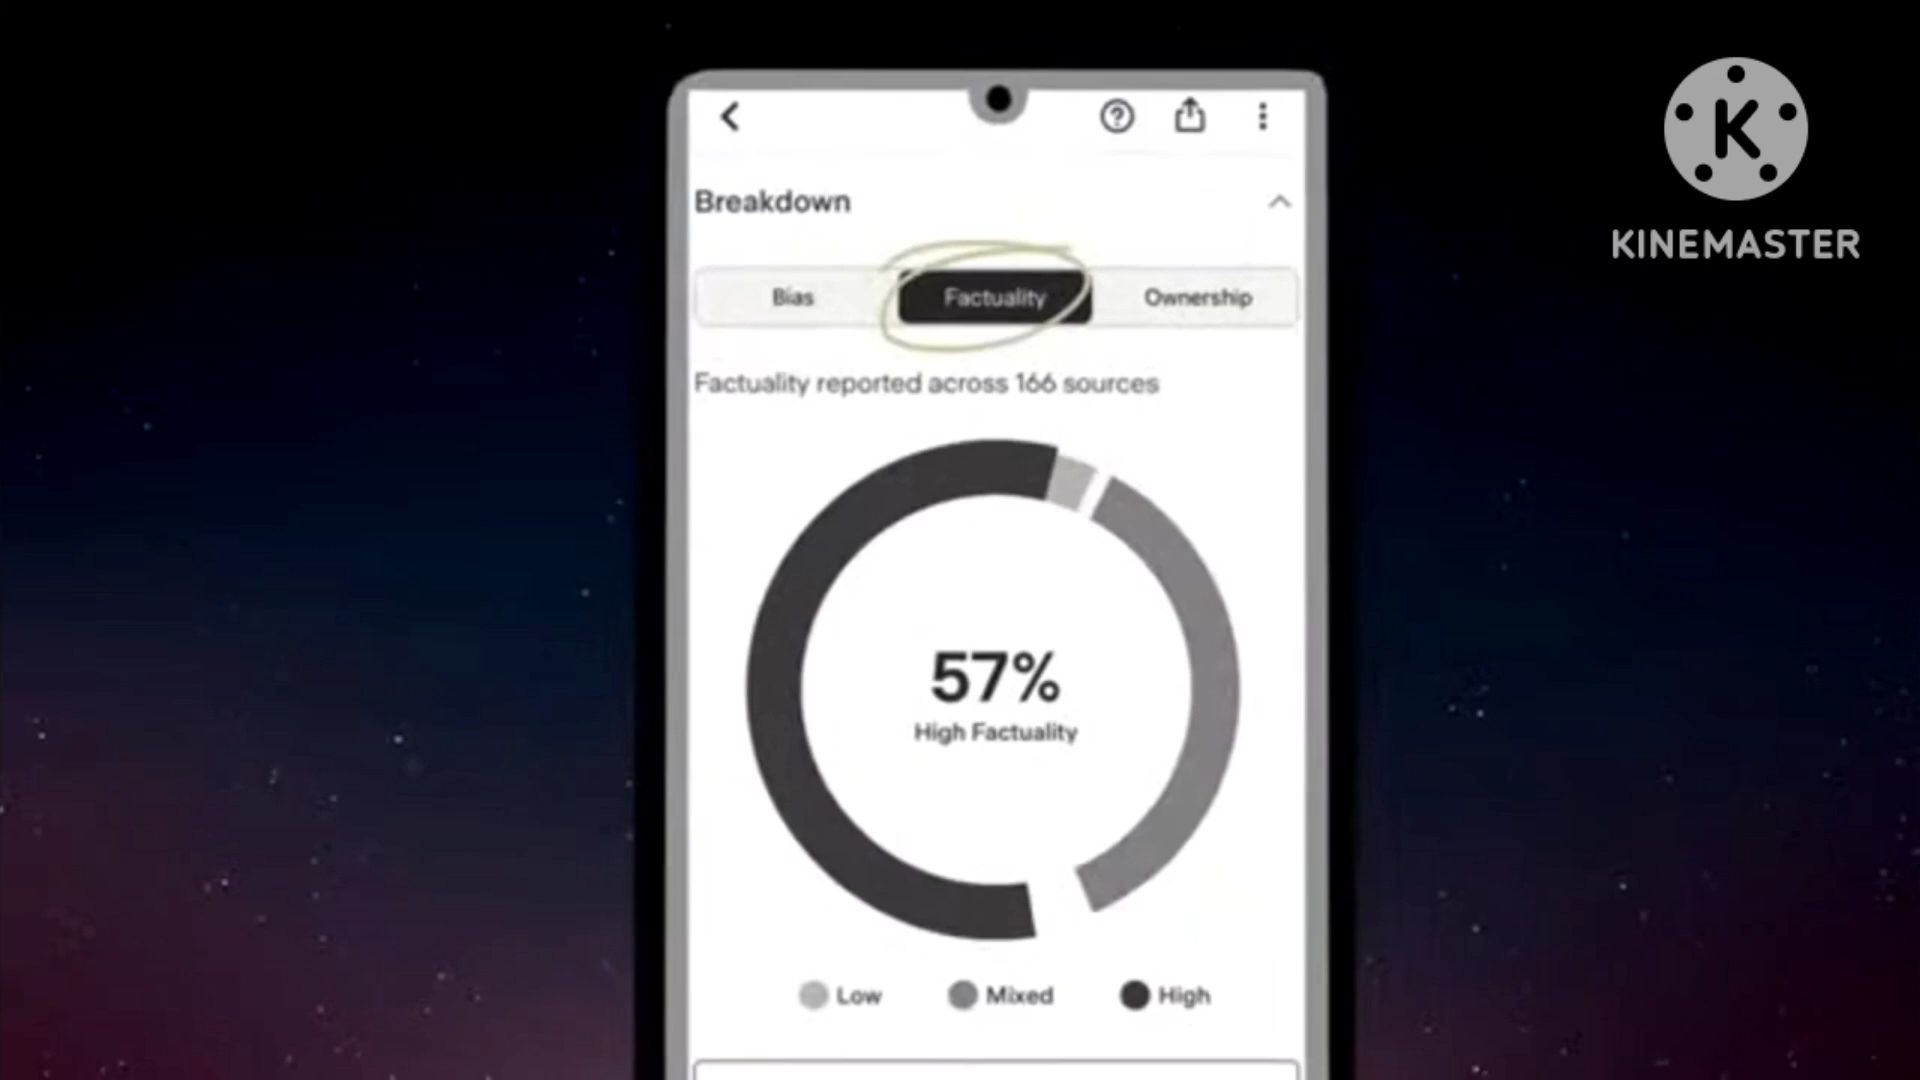 K
KINEMASTER
Breakdown
Bias
Factuality
Ownership
Factuality reported across 166 sources
57%
High Factuality
Low
Mixed
High